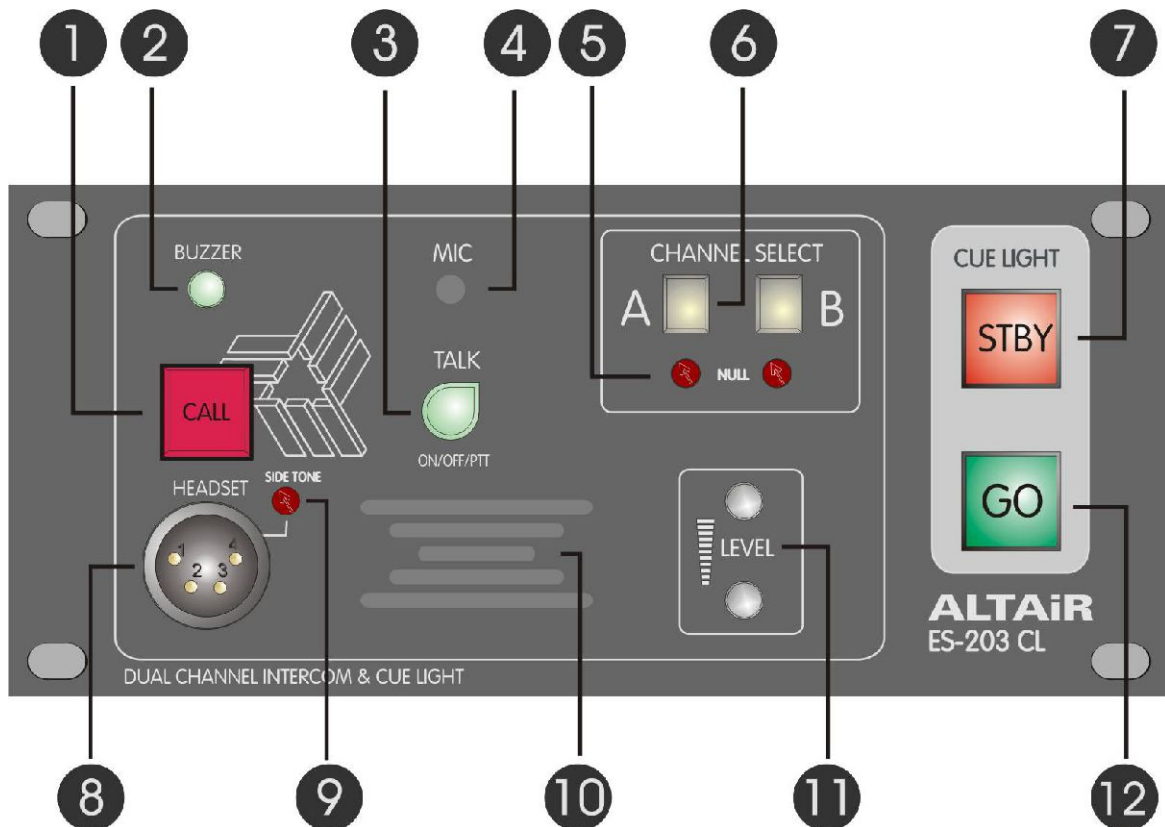 1 2 3 4 5 6 7
BUZZER
MIC
CHANNEL SELECT
A B
NULL
CUE LIGHT
STBY
TALK
CALL
ON/OFF/PTT
SIDE TONE
HEADSET
1 4
2 3
LEVEL
GO
ALTAiR
ES-203 CL
DUAL CHANNEL INTERCOM & CUE LIGHT
8 9 10 11 12